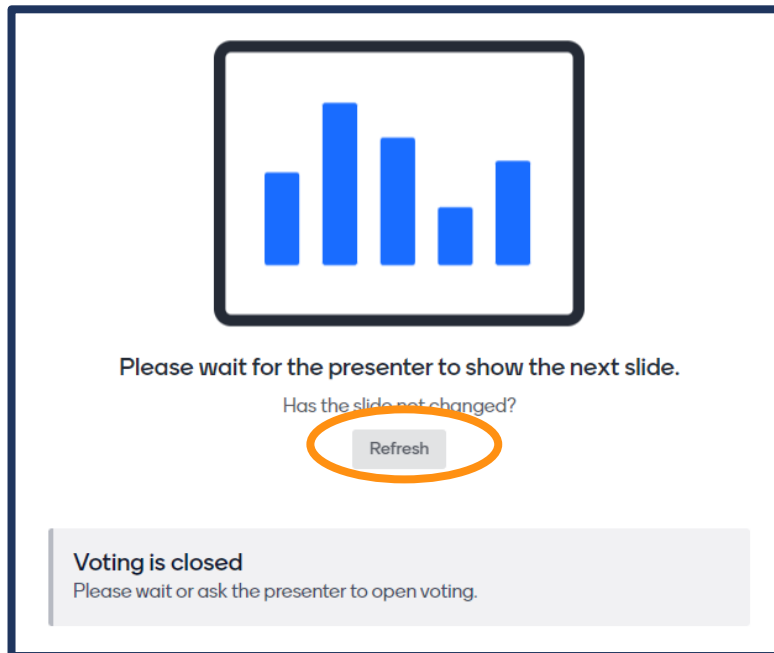 Please wait for the presenter to show the next slide.
Has the slide not changed?
Refresh
Voting is closed
Please wait or ask the presenter to open voting.